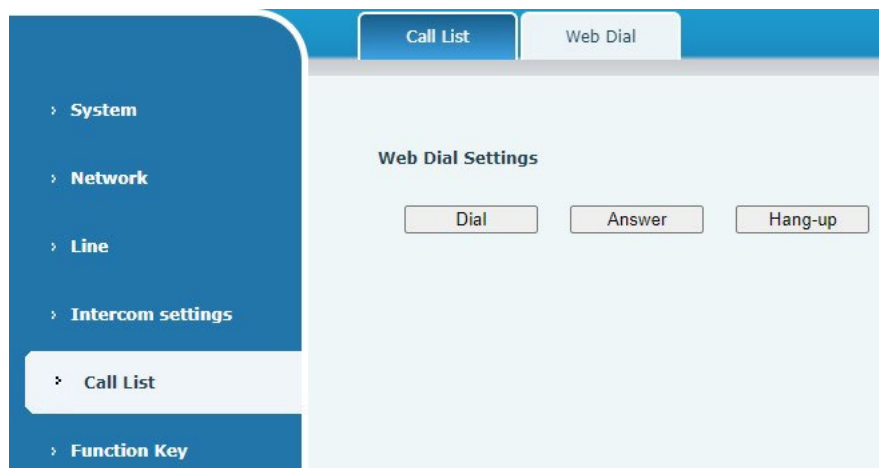 Call List
Web Dial
System
Network
Line
Intercom settings
Call List
Function Key
Web Dial Settings
Dial
Answer
Hang-up